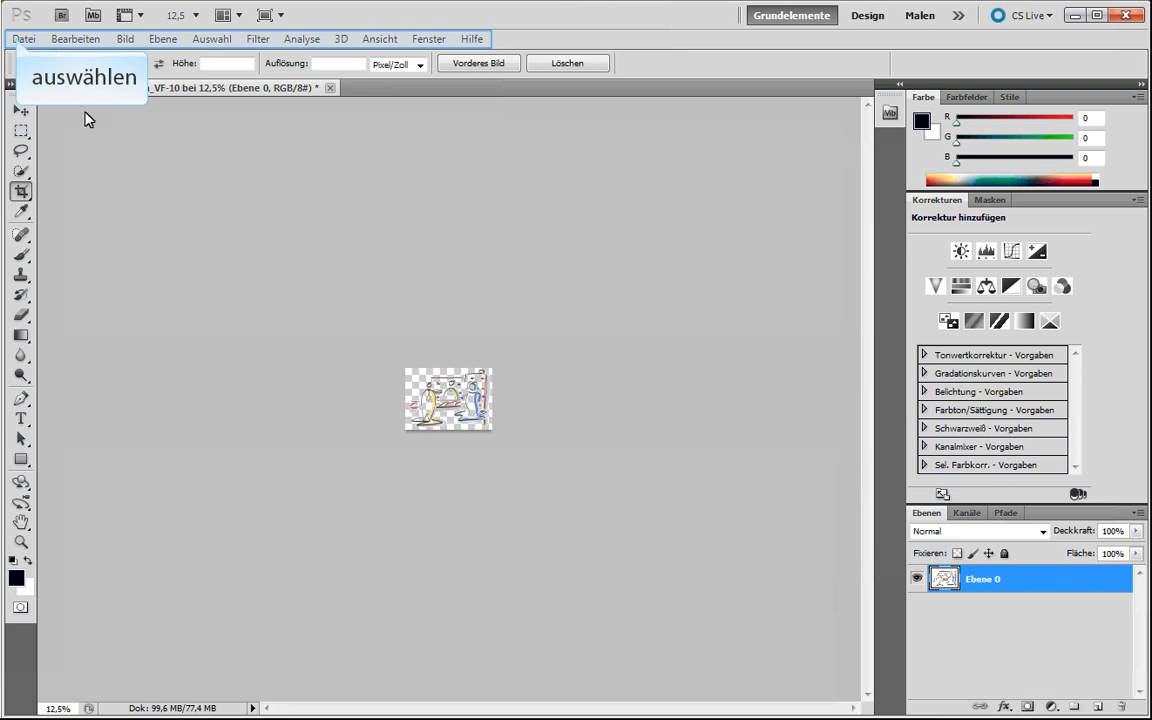 Ps Br Mb 12,5 Grundelemente Design Malen CS Live
Datei Bearbeiten Bild Ebene Auswahl Filter Analyse 3D Ansicht Fenster Hilfe
Höhe: Auflösung: Pixel/Zoll Vorderes Bild Löschen
auswählen
_VF-10 bei 12,5% (Ebene 0, RGB/8#) *
Farbe Farbfelder Stile
R 0
G 0
B 0
Korrekturen Masken
Korrektur hinzufügen
Tonwertkorrektur - Vorgaben
Gradationskurven - Vorgaben
Belichtung - Vorgaben
Farbton/Sättigung - Vorgaben
Schwarzweiß - Vorgaben
Kanalmixer - Vorgaben
Sel. Farbkorr. - Vorgaben
Ebenen Kanäle Pfade
Normal Deckkraft: 100%
Fixieren: Fläche: 100%
Ebene 0
12,5% Dok: 99,6 MB/77,4 MB